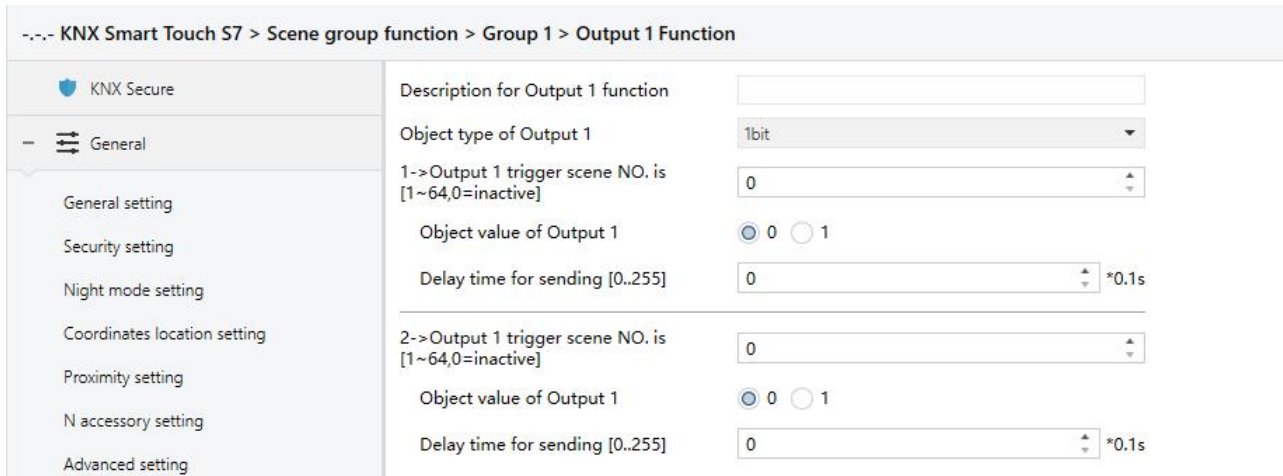 -.-.- KNX Smart Touch S7 > Scene group function > Group 1 > Output 1 Function
KNX Secure
General
General setting
Security setting
Night mode setting
Coordinates location setting
Proximity setting
N accessory setting
Advanced setting
Description for Output 1 function
Object type of Output 1
1bit
1->Output 1 trigger scene NO. is
[1~64,0=inactive]
0
Object value of Output 1
0 1
Delay time for sending [0..255]
0 *0.1s
2->Output 1 trigger scene NO. is
[1~64,0=inactive]
0
Object value of Output 1
0 1
Delay time for sending [0..255]
0 *0.1s